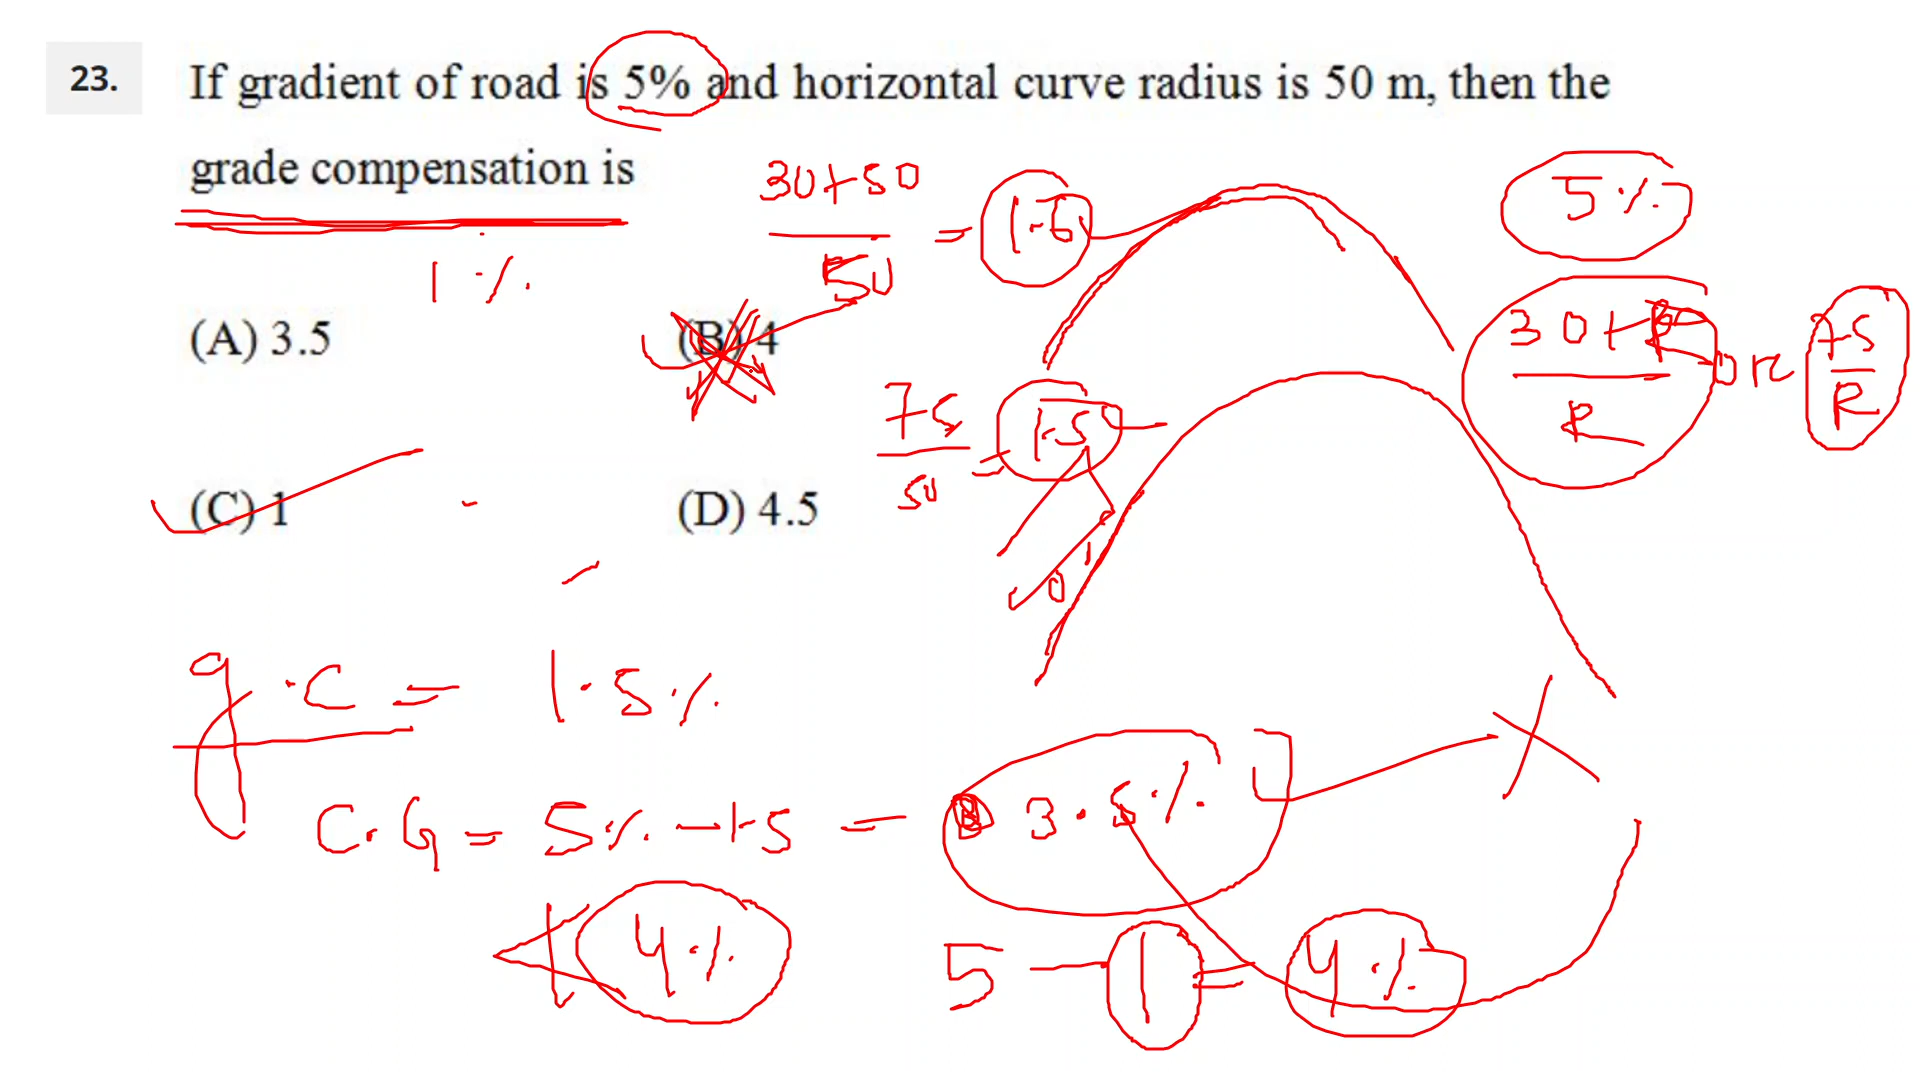 23. If gradient of road is 5% and horizontal curve radius is 50 m, then the
grade compensation is
30+50
50
= 1.6
5%
1%.
30+R
R
or
75
R
(A) 3.5 (B) 4
75
50
= 1.5
(C) 1 (D) 4.5
g.c = 1.5%
C.G = 5% - 1.5 = 3.5%
4%
5 - 1 = 4%